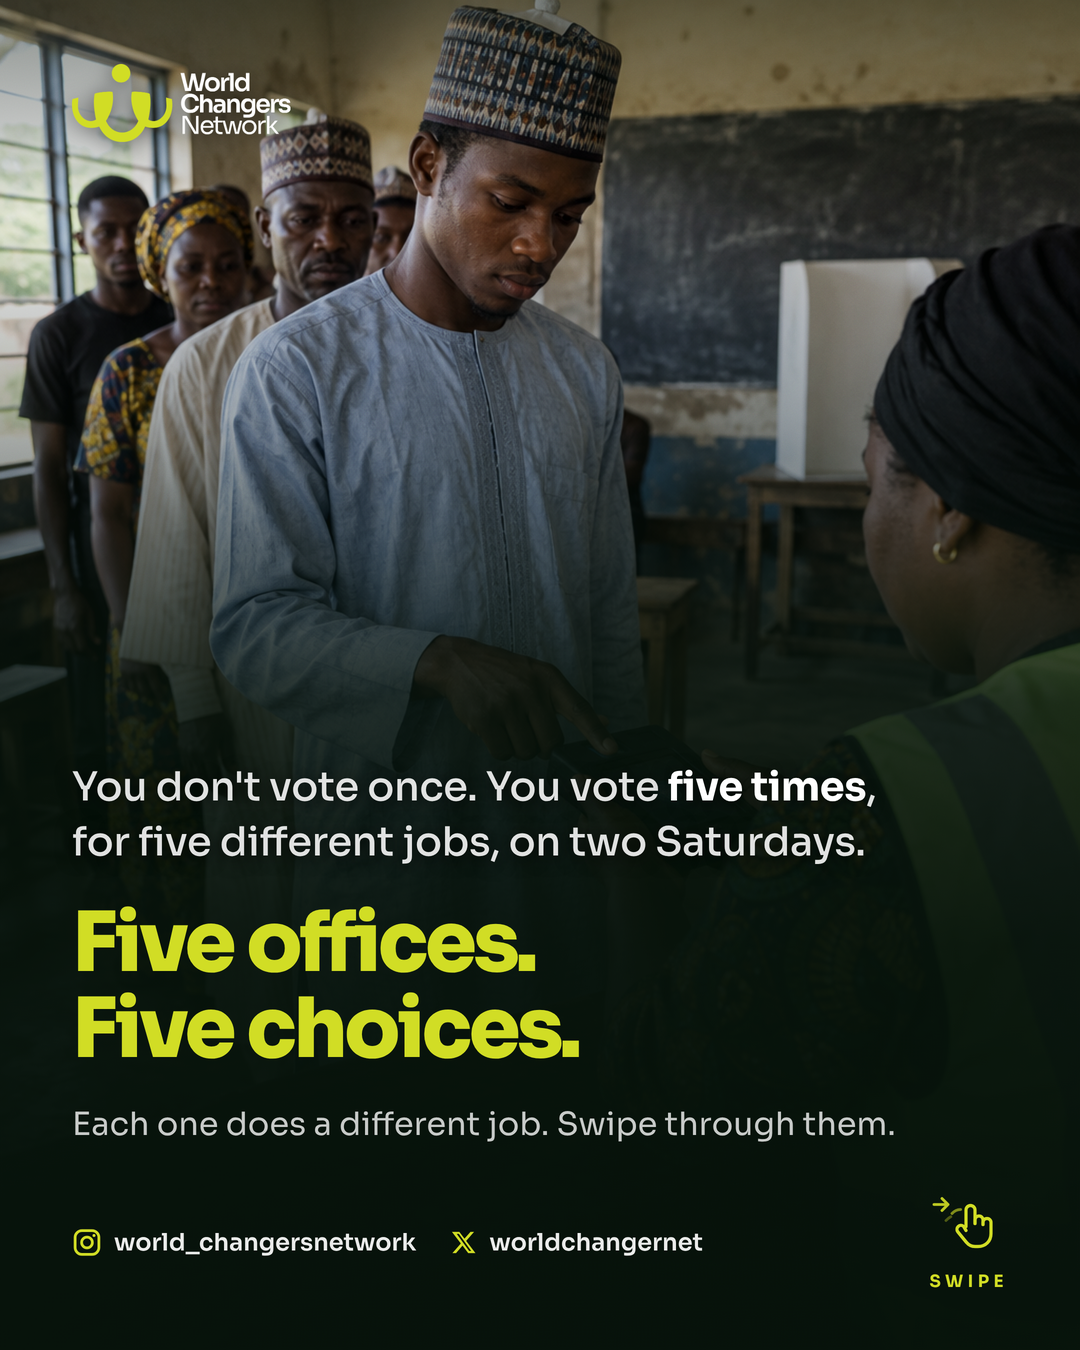 World
Changers
Network
You don't vote once. You vote five times,
for five different jobs, on two Saturdays.
Five offices.
Five choices.
Each one does a different job. Swipe through them.
world_changersnetwork
worldchangernet
SWIPE